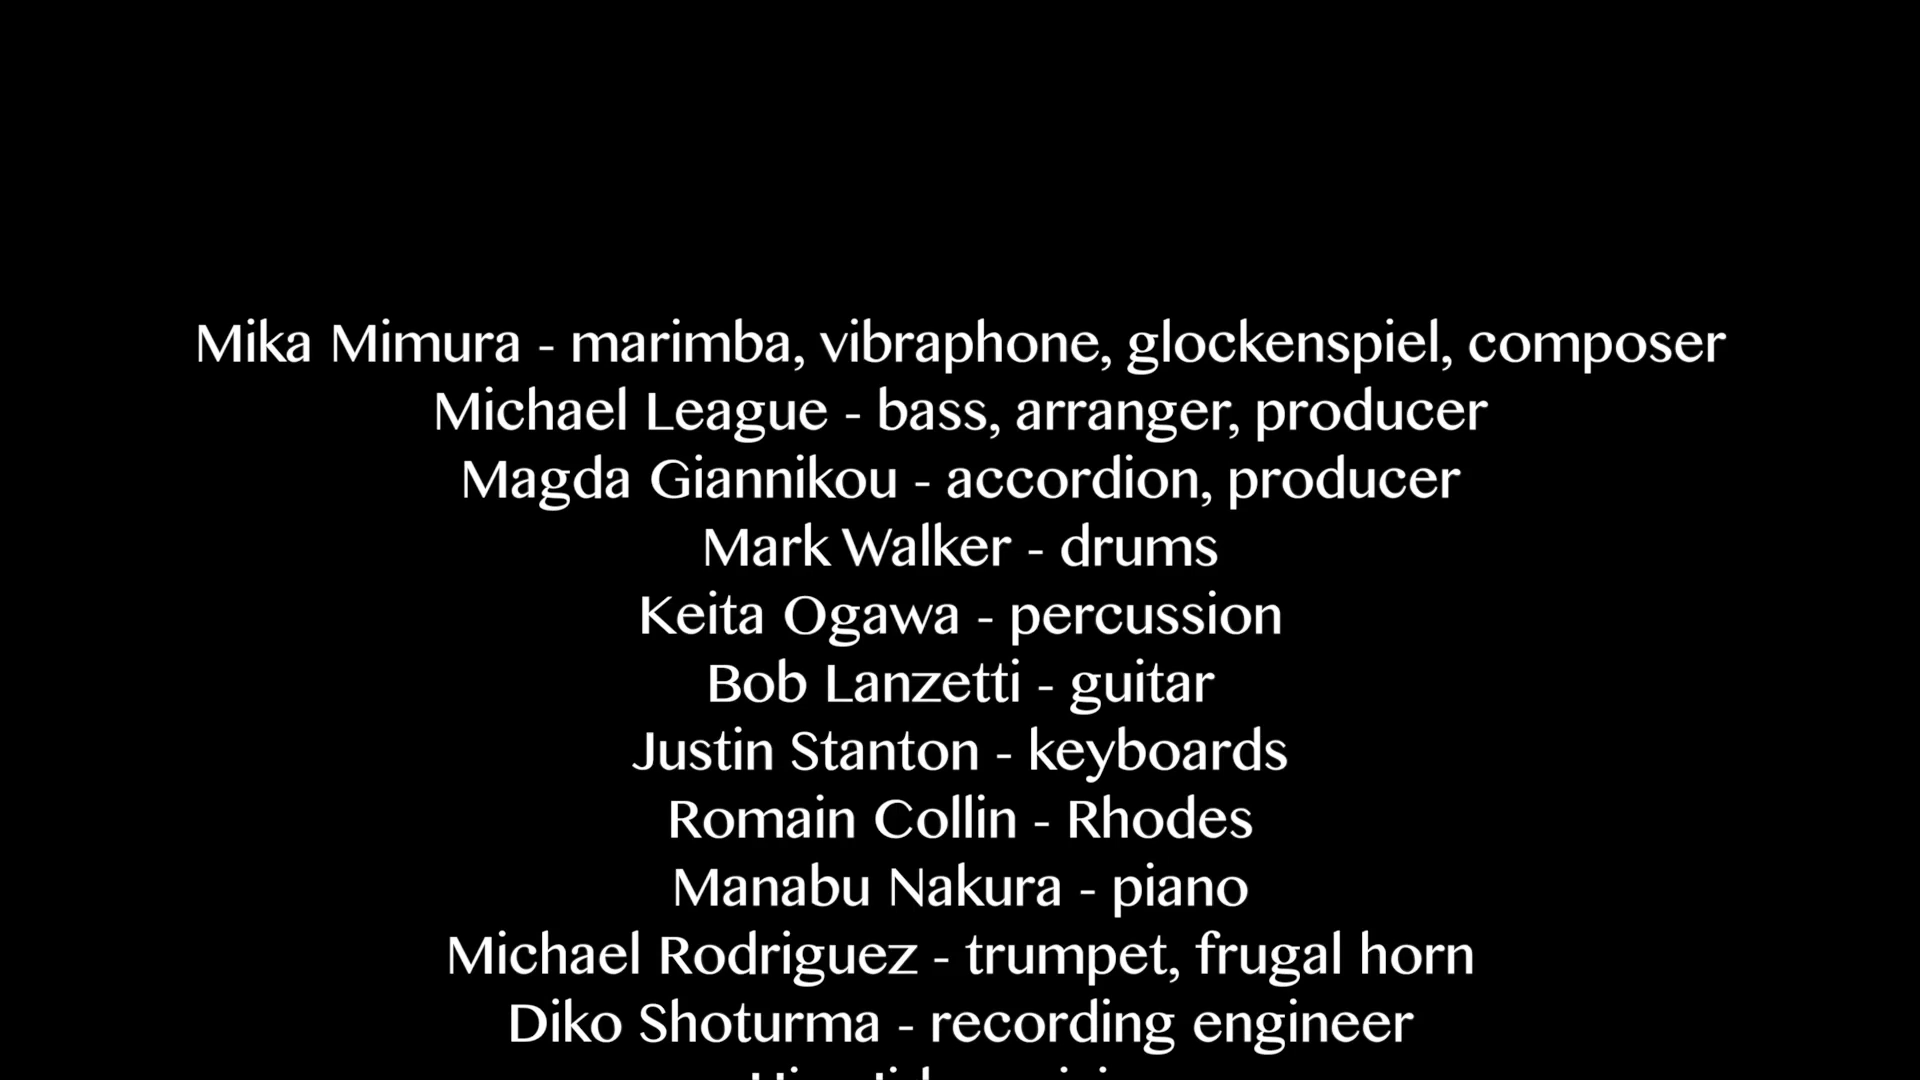 Mika Mimura - marimba, vibraphone, glockenspiel, composer
Michael League - bass, arranger, producer
Magda Giannikou - accordion, producer
Mark Walker - drums
Keita Ogawa - percussion
Bob Lanzetti - guitar
Justin Stanton - keyboards
Romain Collin - Rhodes
Manabu Nakura - piano
Michael Rodriguez - trumpet, frugal horn
Diko Shoturma - recording engineer